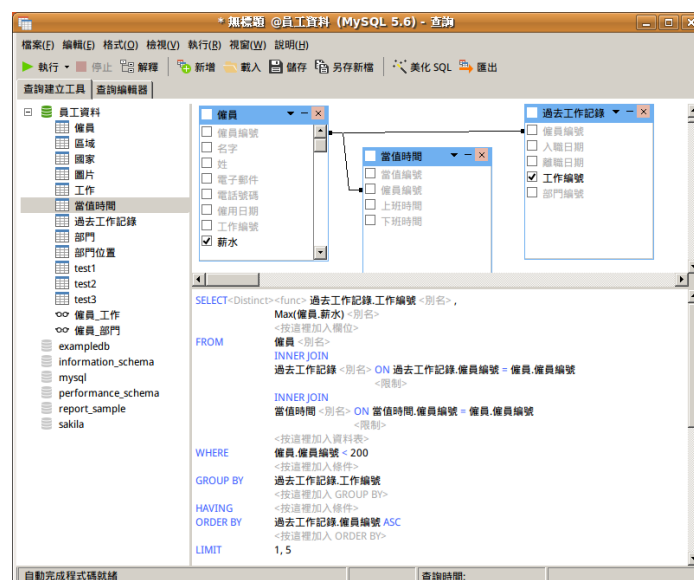 * 無標題 @員工資料 (MySQL 5.6) - 查詢
檔案(F) 編輯(E) 格式(O) 檢視(V) 執行(R) 視窗(W) 說明(H)
執行 停止 解釋 新增 載入 儲存 另存新檔 美化 SQL 匯出
查詢建立工具 查詢編輯器
員工資料
僱員
區域
國家
圖片
工作
當值時間
過去工作記錄
部門
部門位置
test1
test2
test3
僱員_工作
僱員_部門
exampledb
information_schema
mysql
performance_schema
report_sample
sakila
僱員
僱員編號
名字
姓
電子郵件
電話號碼
僱用日期
工作編號
薪水
當值時間
當值編號
僱員編號
上班時間
下班時間
過去工作記錄
僱員編號
入職日期
離職日期
工作編號
部門編號
SELECT<Distinct><func> 過去工作記錄.工作編號 <別名> ,
Max(僱員.薪水) <別名>
<按這裡加入欄位>
FROM 僱員 <別名>
INNER JOIN
過去工作記錄 <別名> ON 過去工作記錄.僱員編號 = 僱員.僱員編號
<限制>
INNER JOIN
當值時間 <別名> ON 當值時間.僱員編號 = 僱員.僱員編號
<限制>
<按這裡加入資料表>
WHERE 僱員.僱員編號 < 200
<按這裡加入條件>
GROUP BY 過去工作記錄.工作編號
<按這裡加入 GROUP BY>
HAVING <按這裡加入條件>
ORDER BY 過去工作記錄.僱員編號 ASC
<按這裡加入 ORDER BY>
LIMIT 1, 5
自動完成程式碼就緒 查詢時間: